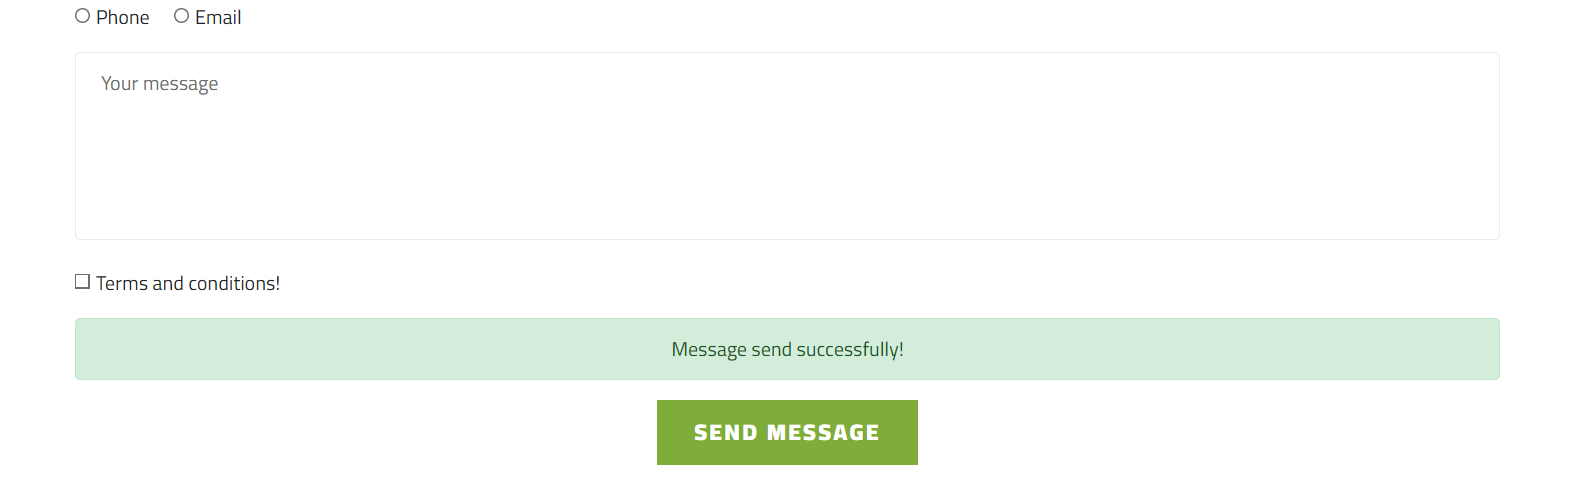 Phone Email
Your message
Terms and conditions!
Message send successfully!
SEND MESSAGE